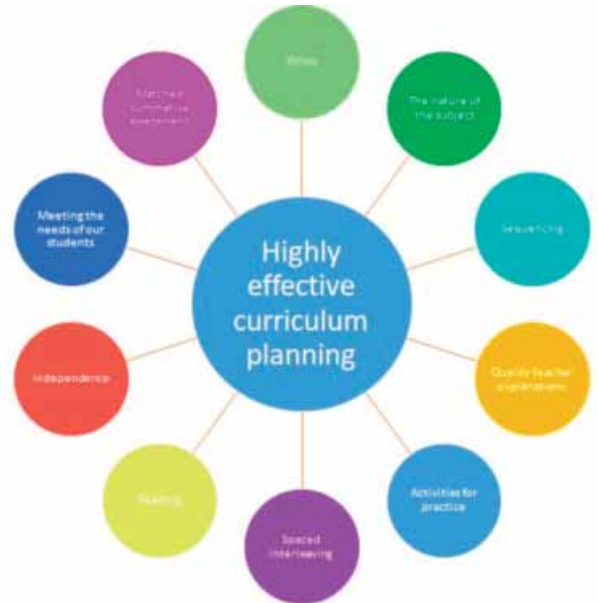 Highly
effective
curriculum
planning
The nature of
the subject
Sequencing
Quality teacher
explanations
Activities for
practice
Spaced
interleaving
Reading
Independence
Meeting the
needs of our
students
summative
assessment